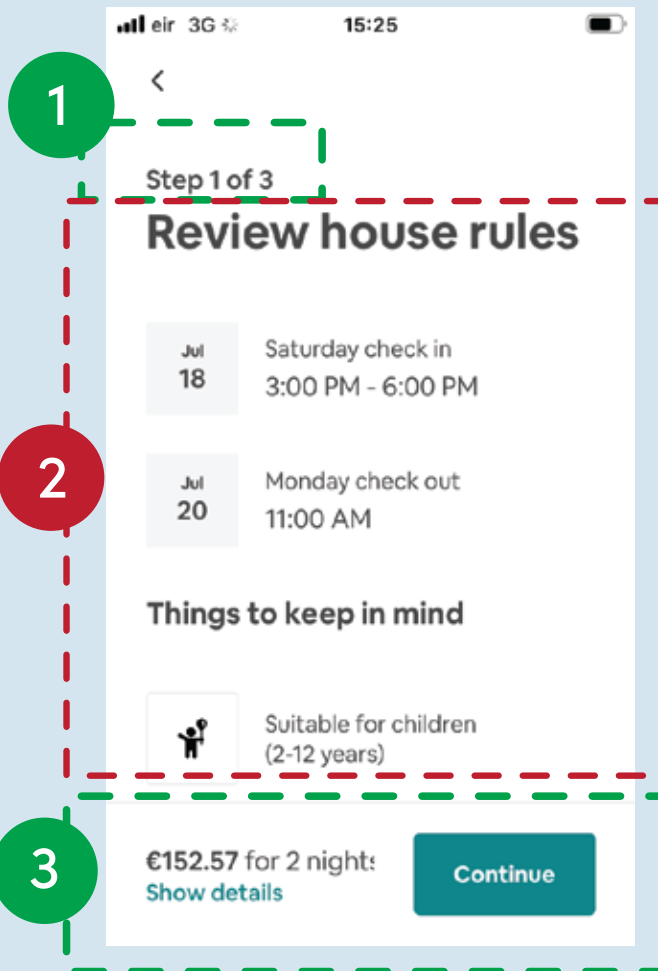 eir 3G 15:25
1
Step 1 of 3
Review house rules
Jul
18
Saturday check in
3:00 PM - 6:00 PM
2
Jul
20
Monday check out
11:00 AM
Things to keep in mind
Suitable for children
(2-12 years)
3
€152.57 for 2 nights
Show details
Continue